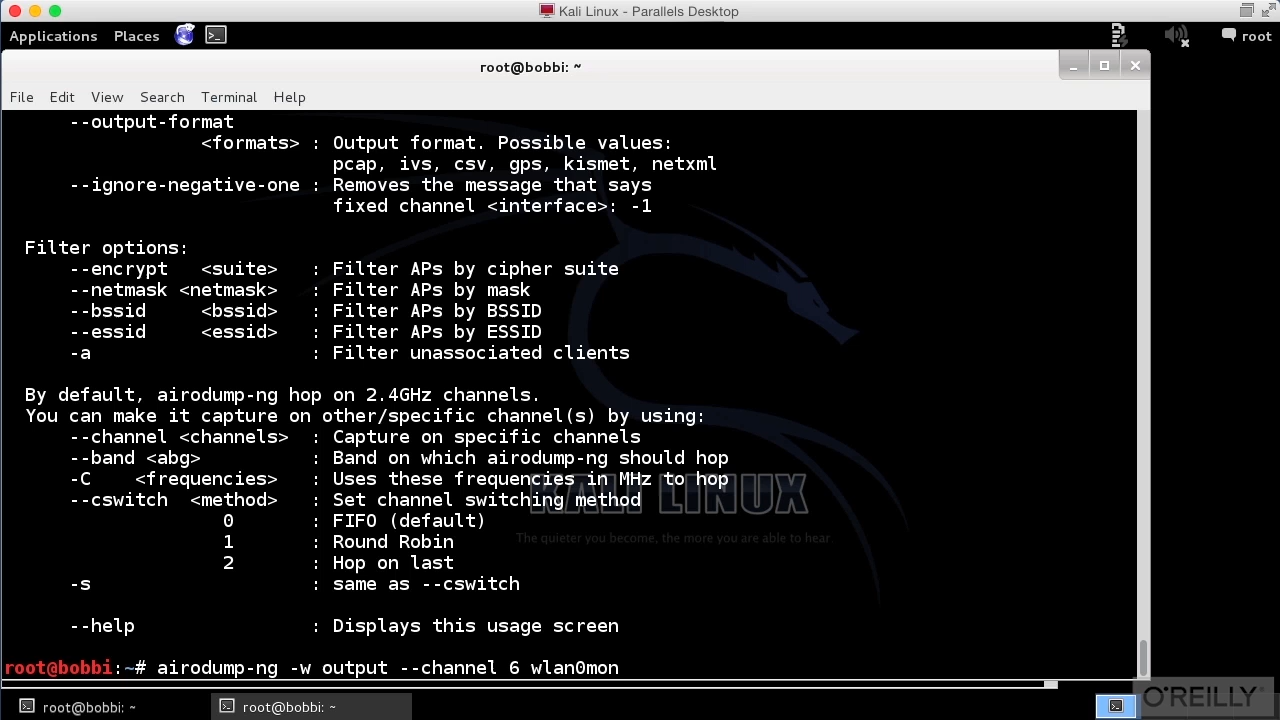 Kali Linux - Parallels Desktop
Applications Places root
root@bobbi: ~
File Edit View Search Terminal Help
--output-format
<formats> : Output format. Possible values:
pcap, ivs, csv, gps, kismet, netxml
--ignore-negative-one : Removes the message that says
fixed channel <interface>: -1
Filter options:
--encrypt <suite> : Filter APs by cipher suite
--netmask <netmask> : Filter APs by mask
--bssid <bssid> : Filter APs by BSSID
--essid <essid> : Filter APs by ESSID
-a : Filter unassociated clients
By default, airodump-ng hop on 2.4GHz channels.
You can make it capture on other/specific channel(s) by using:
--channel <channels> : Capture on specific channels
--band <abg> : Band on which airodump-ng should hop
-C <frequencies> : Uses these frequencies in MHz to hop
--cswitch <method> : Set channel switching method
KALI LINUX
0 : FIFO (default)
1 : Round Robin
The quieter you become, the more you are able to hear.
2 : Hop on last
-s : same as --cswitch
--help : Displays this usage screen
root@bobbi:~# airodump-ng -w output --channel 6 wlan0mon
root@bobbi: ~ root@bobbi: ~
O'REILLY